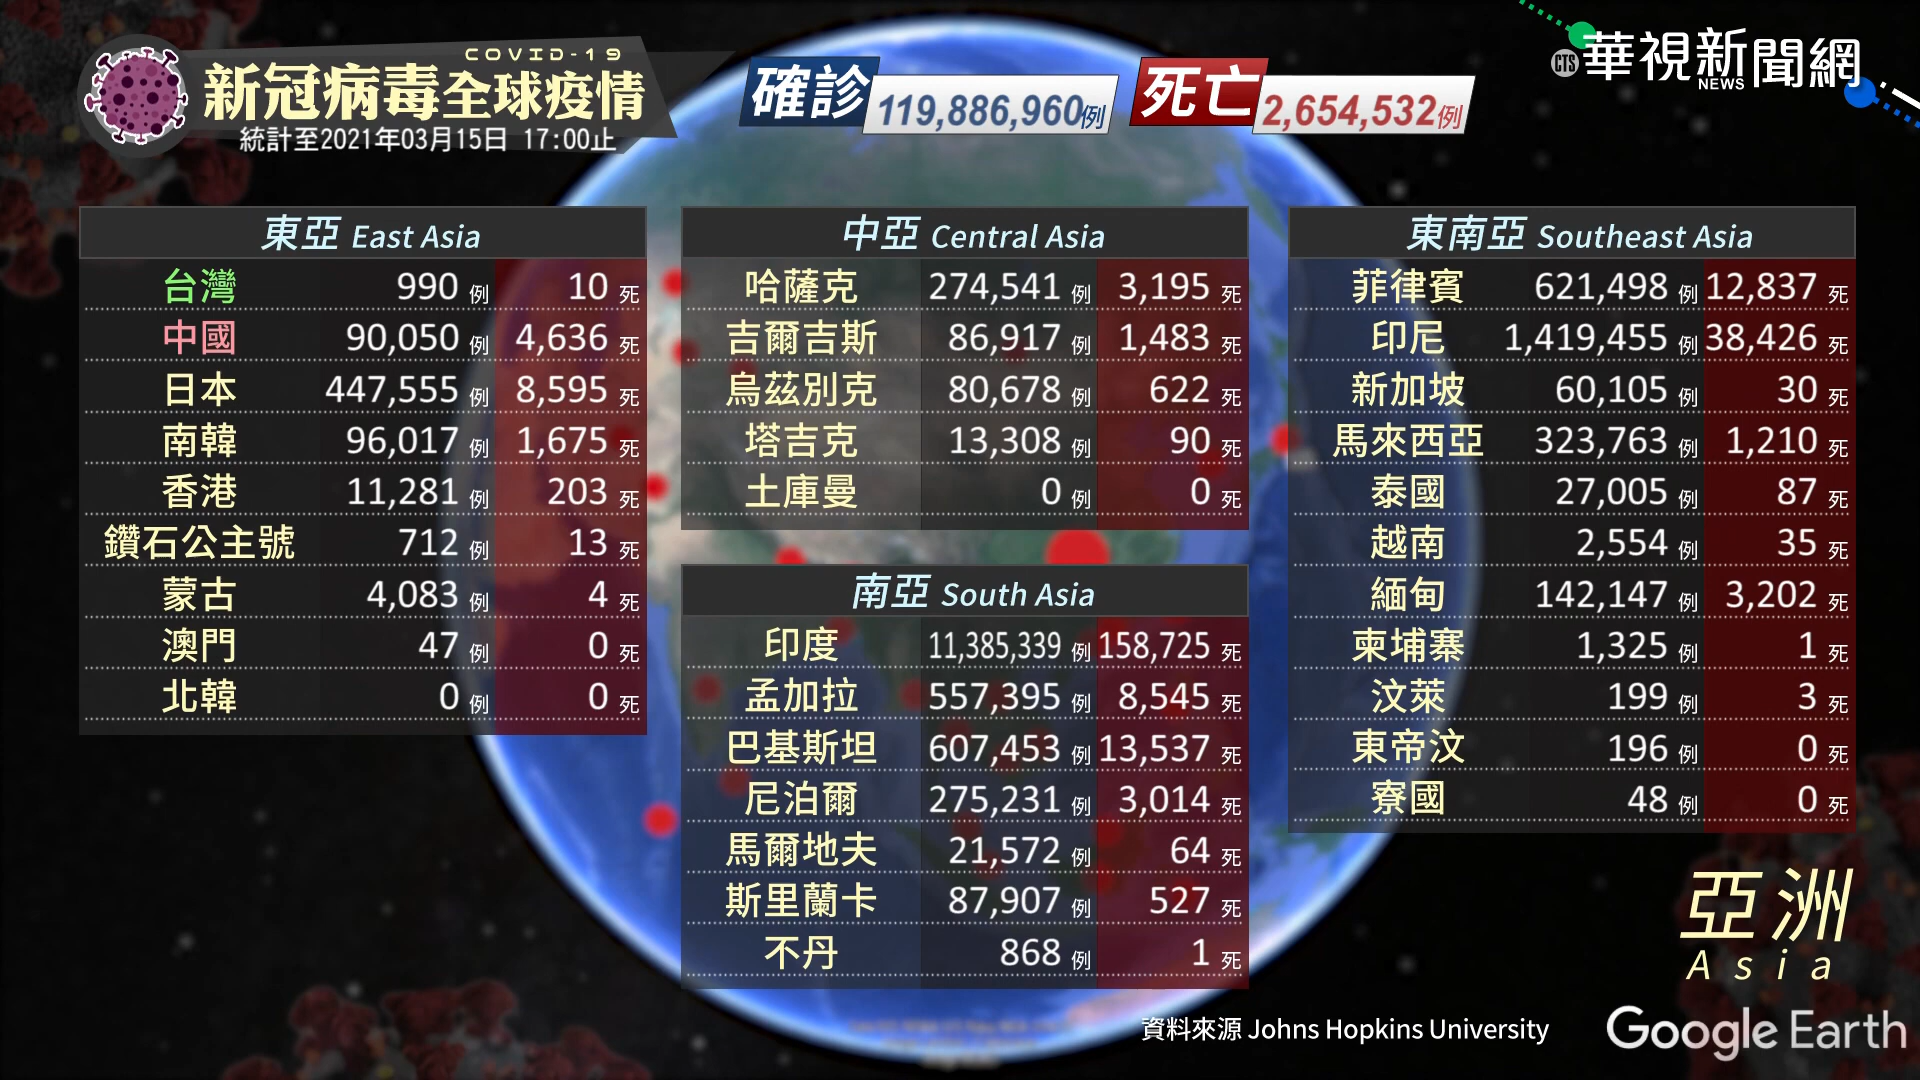 COVID-19
新冠病毒全球疫情
統計至2021年03月15日 17:00止
確診 119,886,960例
死亡 2,654,532例
CTS 華視新聞網
NEWS
東亞 East Asia
台灣 990 例 10 死
中國 90,050 例 4,636 死
日本 447,555 例 8,595 死
南韓 96,017 例 1,675 死
香港 11,281 例 203 死
鑽石公主號 712 例 13 死
蒙古 4,083 例 4 死
澳門 47 例 0 死
北韓 0 例 0 死
中亞 Central Asia
哈薩克 274,541 例 3,195 死
吉爾吉斯 86,917 例 1,483 死
烏茲別克 80,678 例 622 死
塔吉克 13,308 例 90 死
土庫曼 0 例 0 死
南亞 South Asia
印度 11,385,339 例 158,725 死
孟加拉 557,395 例 8,545 死
巴基斯坦 607,453 例 13,537 死
尼泊爾 275,231 例 3,014 死
馬爾地夫 21,572 例 64 死
斯里蘭卡 87,907 例 527 死
不丹 868 例 1 死
東南亞 Southeast Asia
菲律賓 621,498 例 12,837 死
印尼 1,419,455 例 38,426 死
新加坡 60,105 例 30 死
馬來西亞 323,763 例 1,210 死
泰國 27,005 例 87 死
越南 2,554 例 35 死
緬甸 142,147 例 3,202 死
柬埔寨 1,325 例 1 死
汶萊 199 例 3 死
東帝汶 196 例 0 死
寮國 48 例 0 死
亞洲
Asia
資料來源 Johns Hopkins University
Google Earth